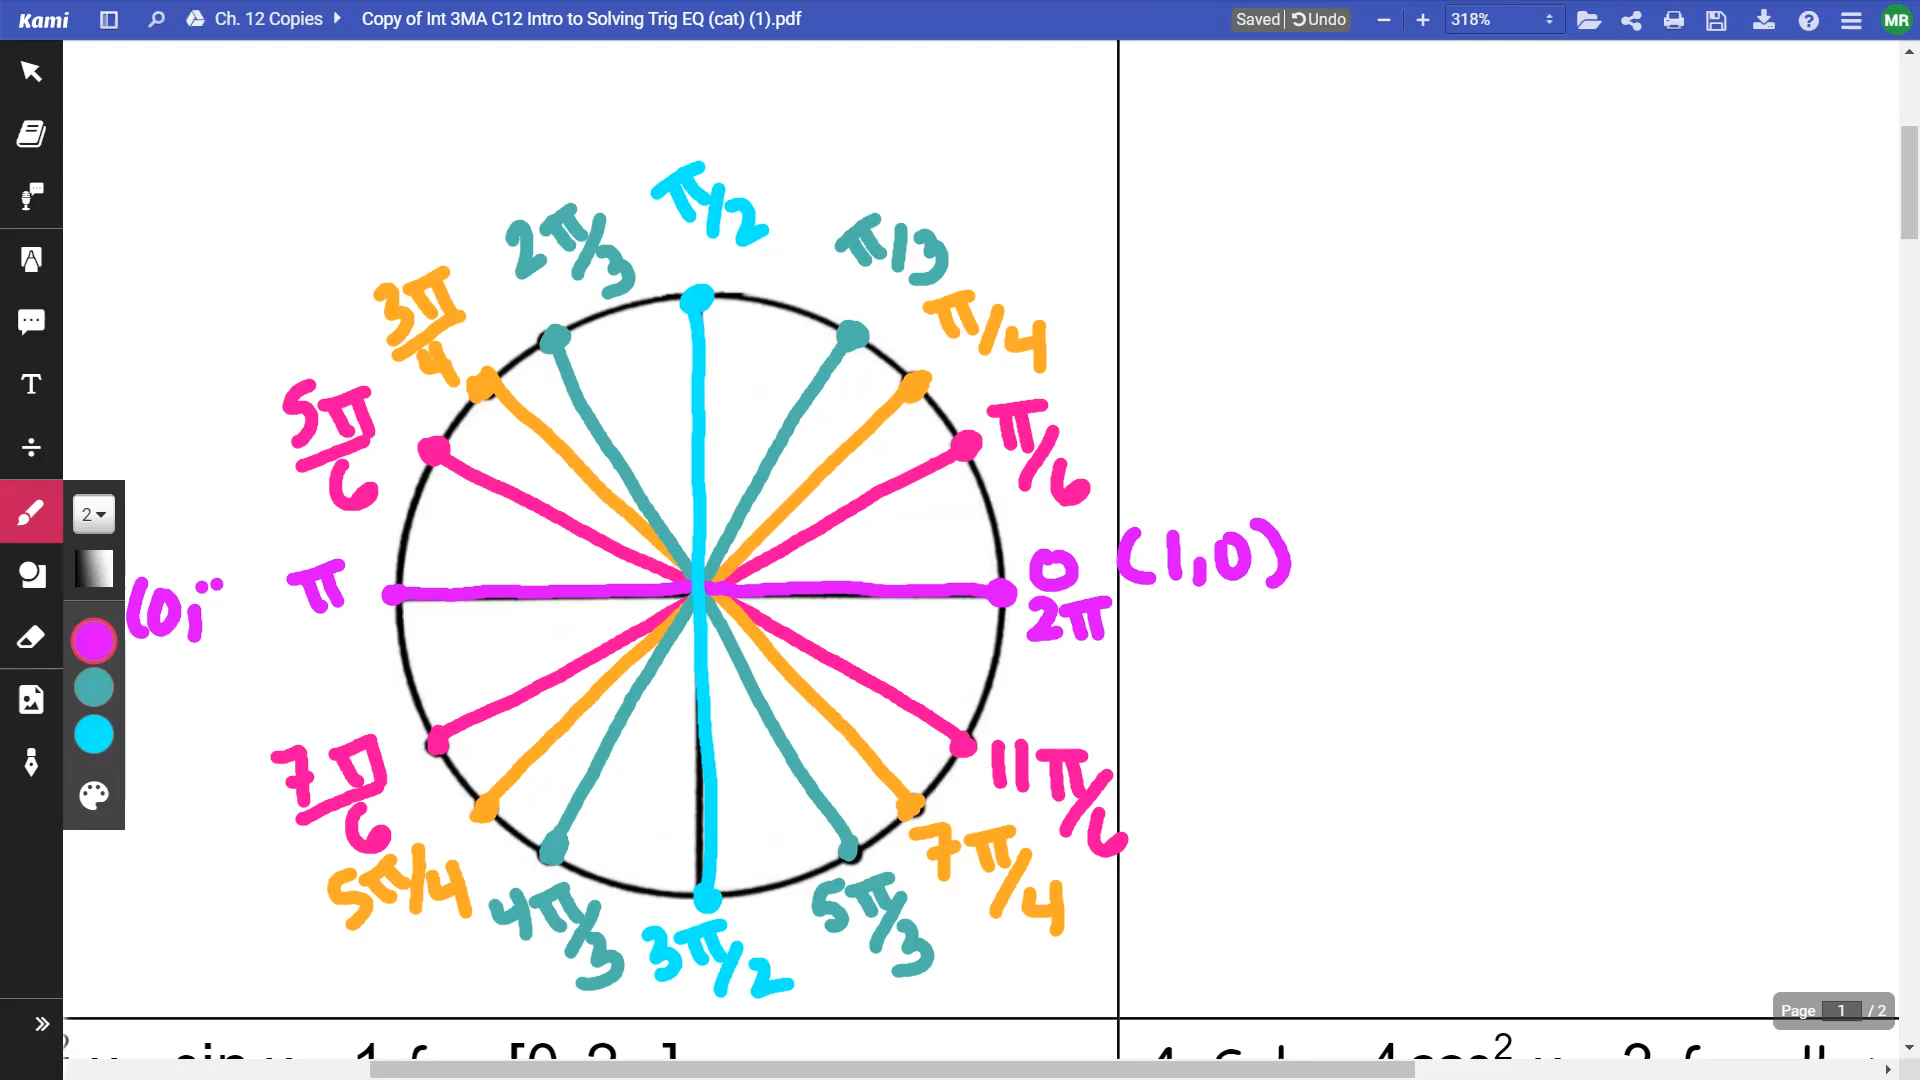 Kami
Ch. 12 Copies
Copy of Int 3MA C12 Intro to Solving Trig EQ (cat) (1).pdf
Saved
Undo
318%
MR
π/2
2π/3
π/3
3π/4
π/4
5π/6
π/6
2
(1,0)
0
π
(0,
2π
7π/6
11π/6
5π/4
7π/4
4π/3
5π/3
3π/2
Page 1 / 2